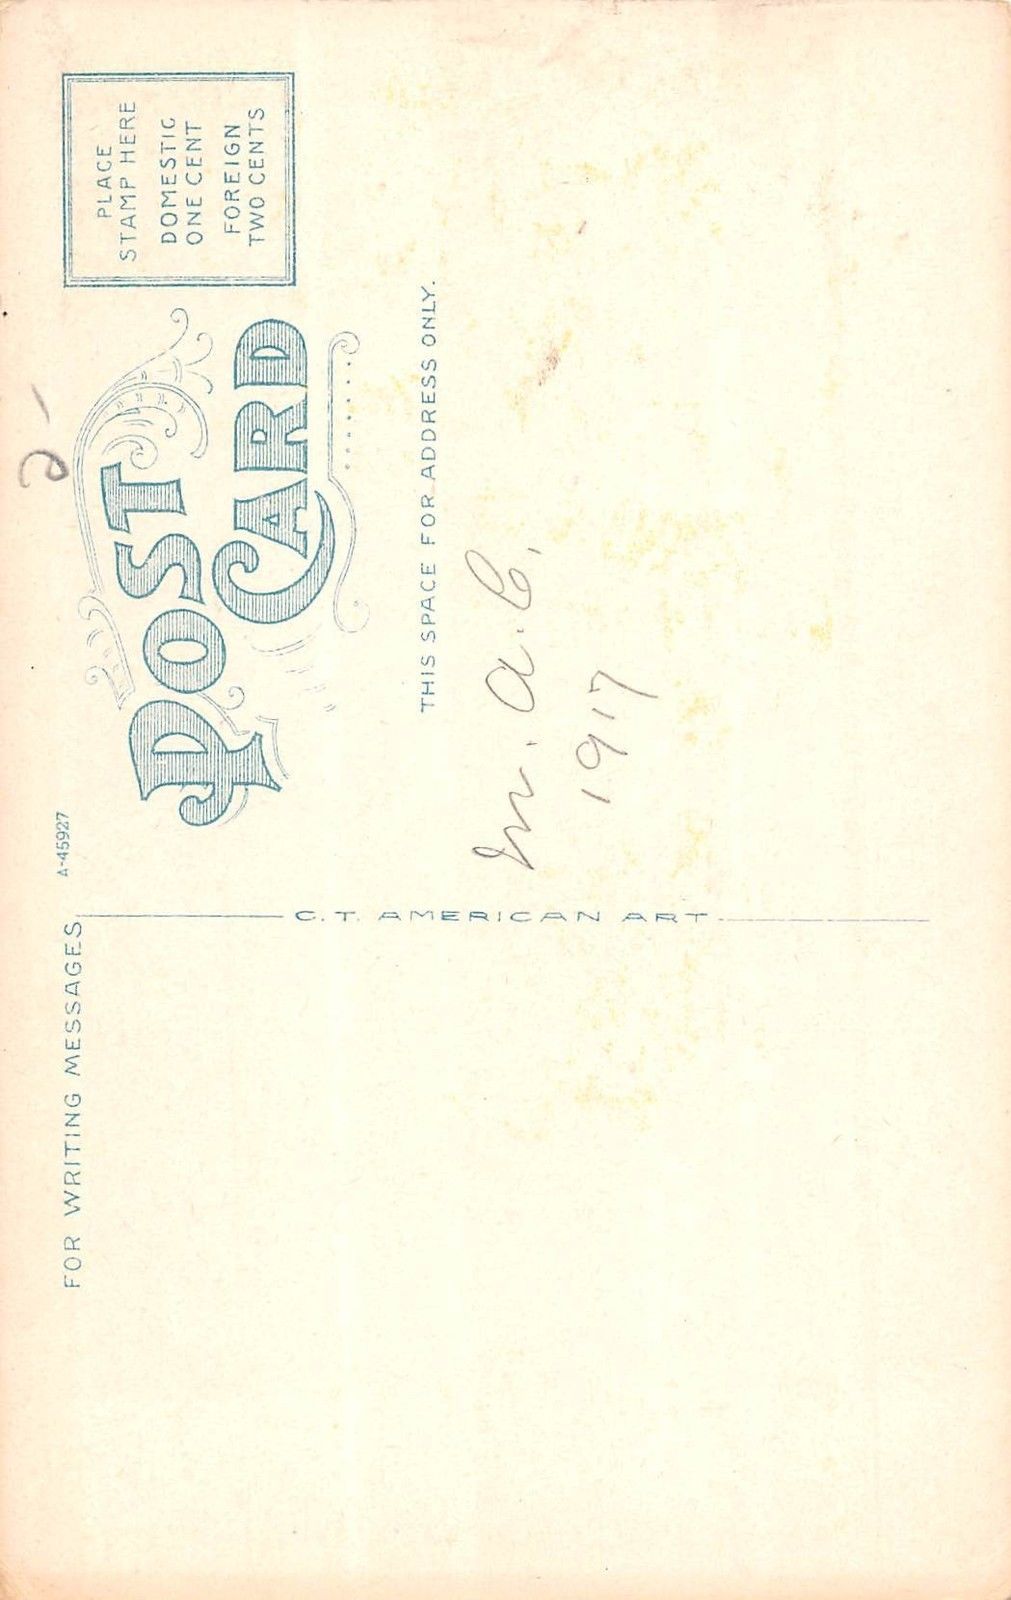 2-
FOR WRITING MESSAGES
A-45927
POST
CARD
PLACE
STAMP HERE
DOMESTIC
ONE CENT
FOREIGN
TWO CENTS
C.T. AMERICAN ART
THIS SPACE FOR ADDRESS ONLY.
M. A. C.
1917